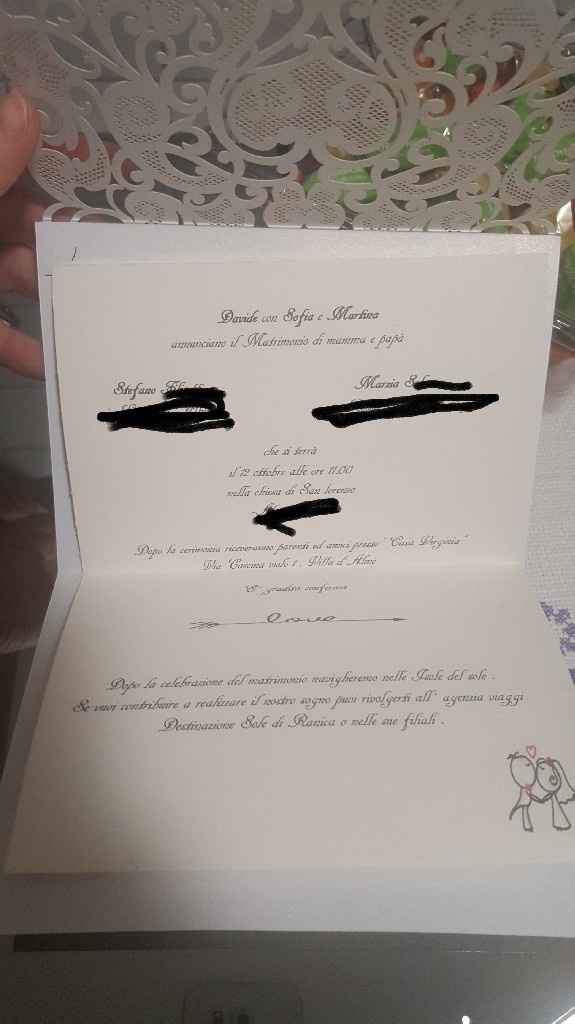 Davide con Sofia e Martina
annunciano il Matrimonio di mamma e papà
Stefano
Marzia
che si terrà
il 12 ottobre alle ore 11.00
nella chiesa di San lorenzo
Dopo la cerimonia riceveranno parenti ed amici presso "Casa Virginia"
Via Cascina viola 1, Villa d'Almè
E' gradita conferma
Love
Dopo la celebrazione del matrimonio navigheremo nelle Isole del sole.
Se vuoi contribuire a realizzare il nostro sogno puoi rivolgerti all' agenzia viaggi
Destinazione Sole di Ranica o nelle sue filiali.